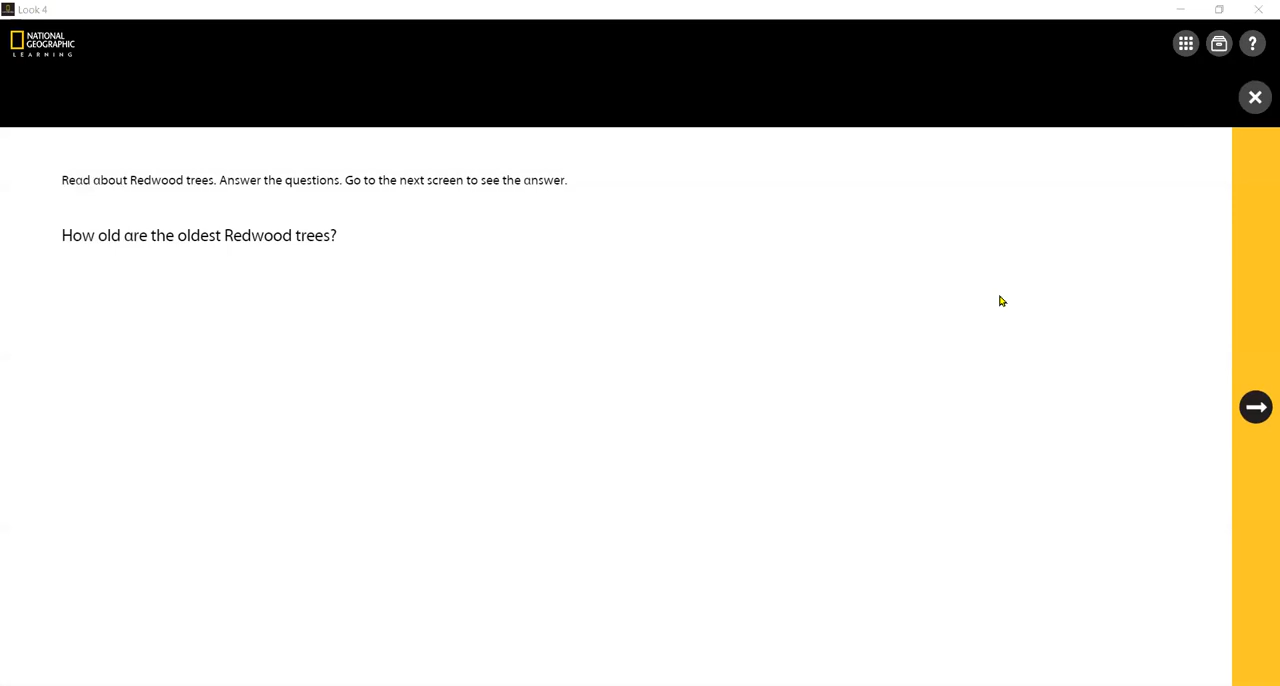 Look 4
NATIONAL
GEOGRAPHIC
LEARNING
?
Read about Redwood trees. Answer the questions. Go to the next screen to see the answer.
How old are the oldest Redwood trees?